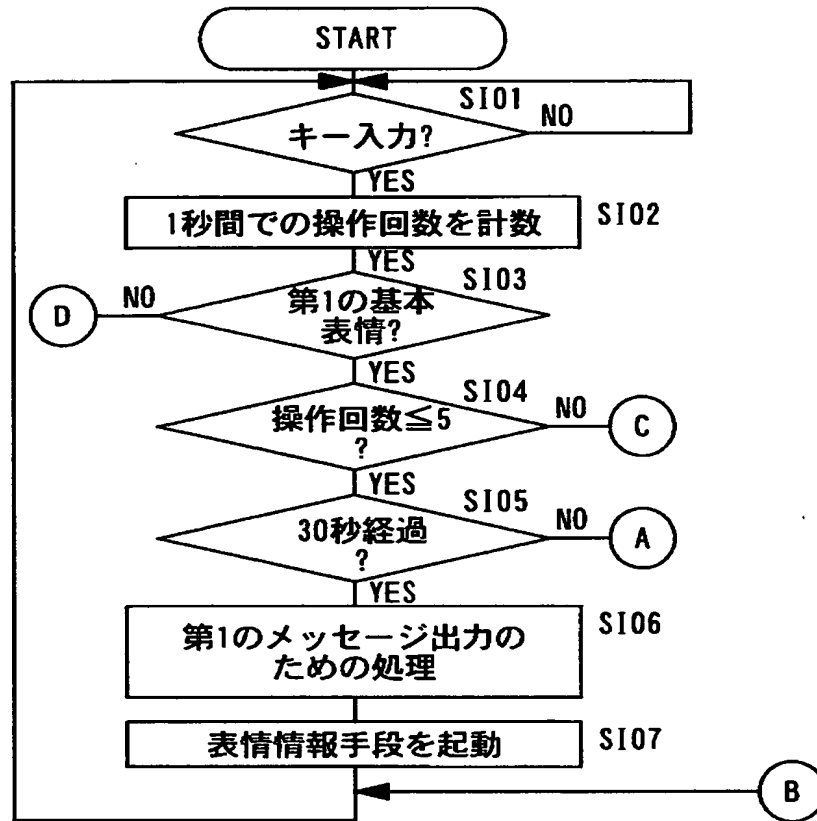 START
SI01
キー入力?
NO
YES
1秒間での操作回数を計数
SI02
YES
SI03
D
NO
第1の基本
表情?
YES
SI04
操作回数≦5
?
NO
C
YES
SI05
30秒経過
?
NO
A
YES
第1のメッセージ出力の
ための処理
SI06
表情情報手段を起動
SI07
B